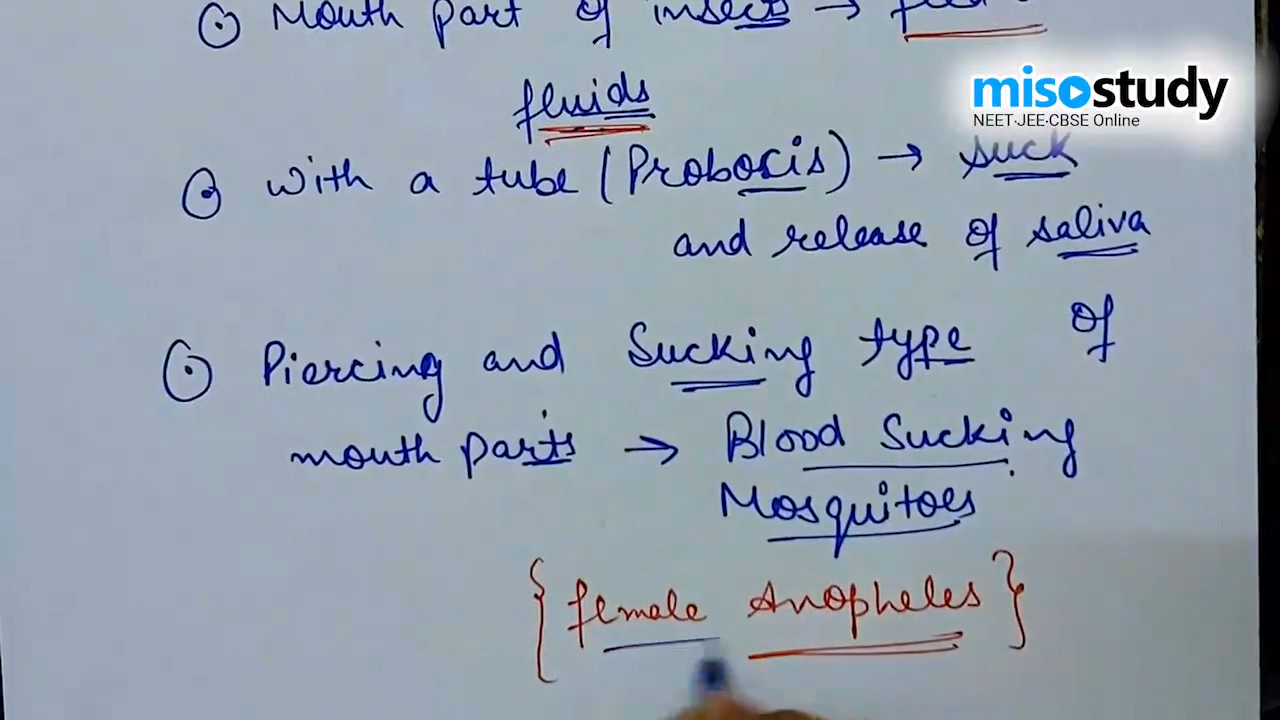 Mouth part of insects →
fluids
misostudy
NEET-JEE-CBSE Online
With a tube (Probocis) → suck
and release of saliva
Piercing and Sucking type of
mouth parts → Blood Sucking
Mosquitoes
{female Anopheles}